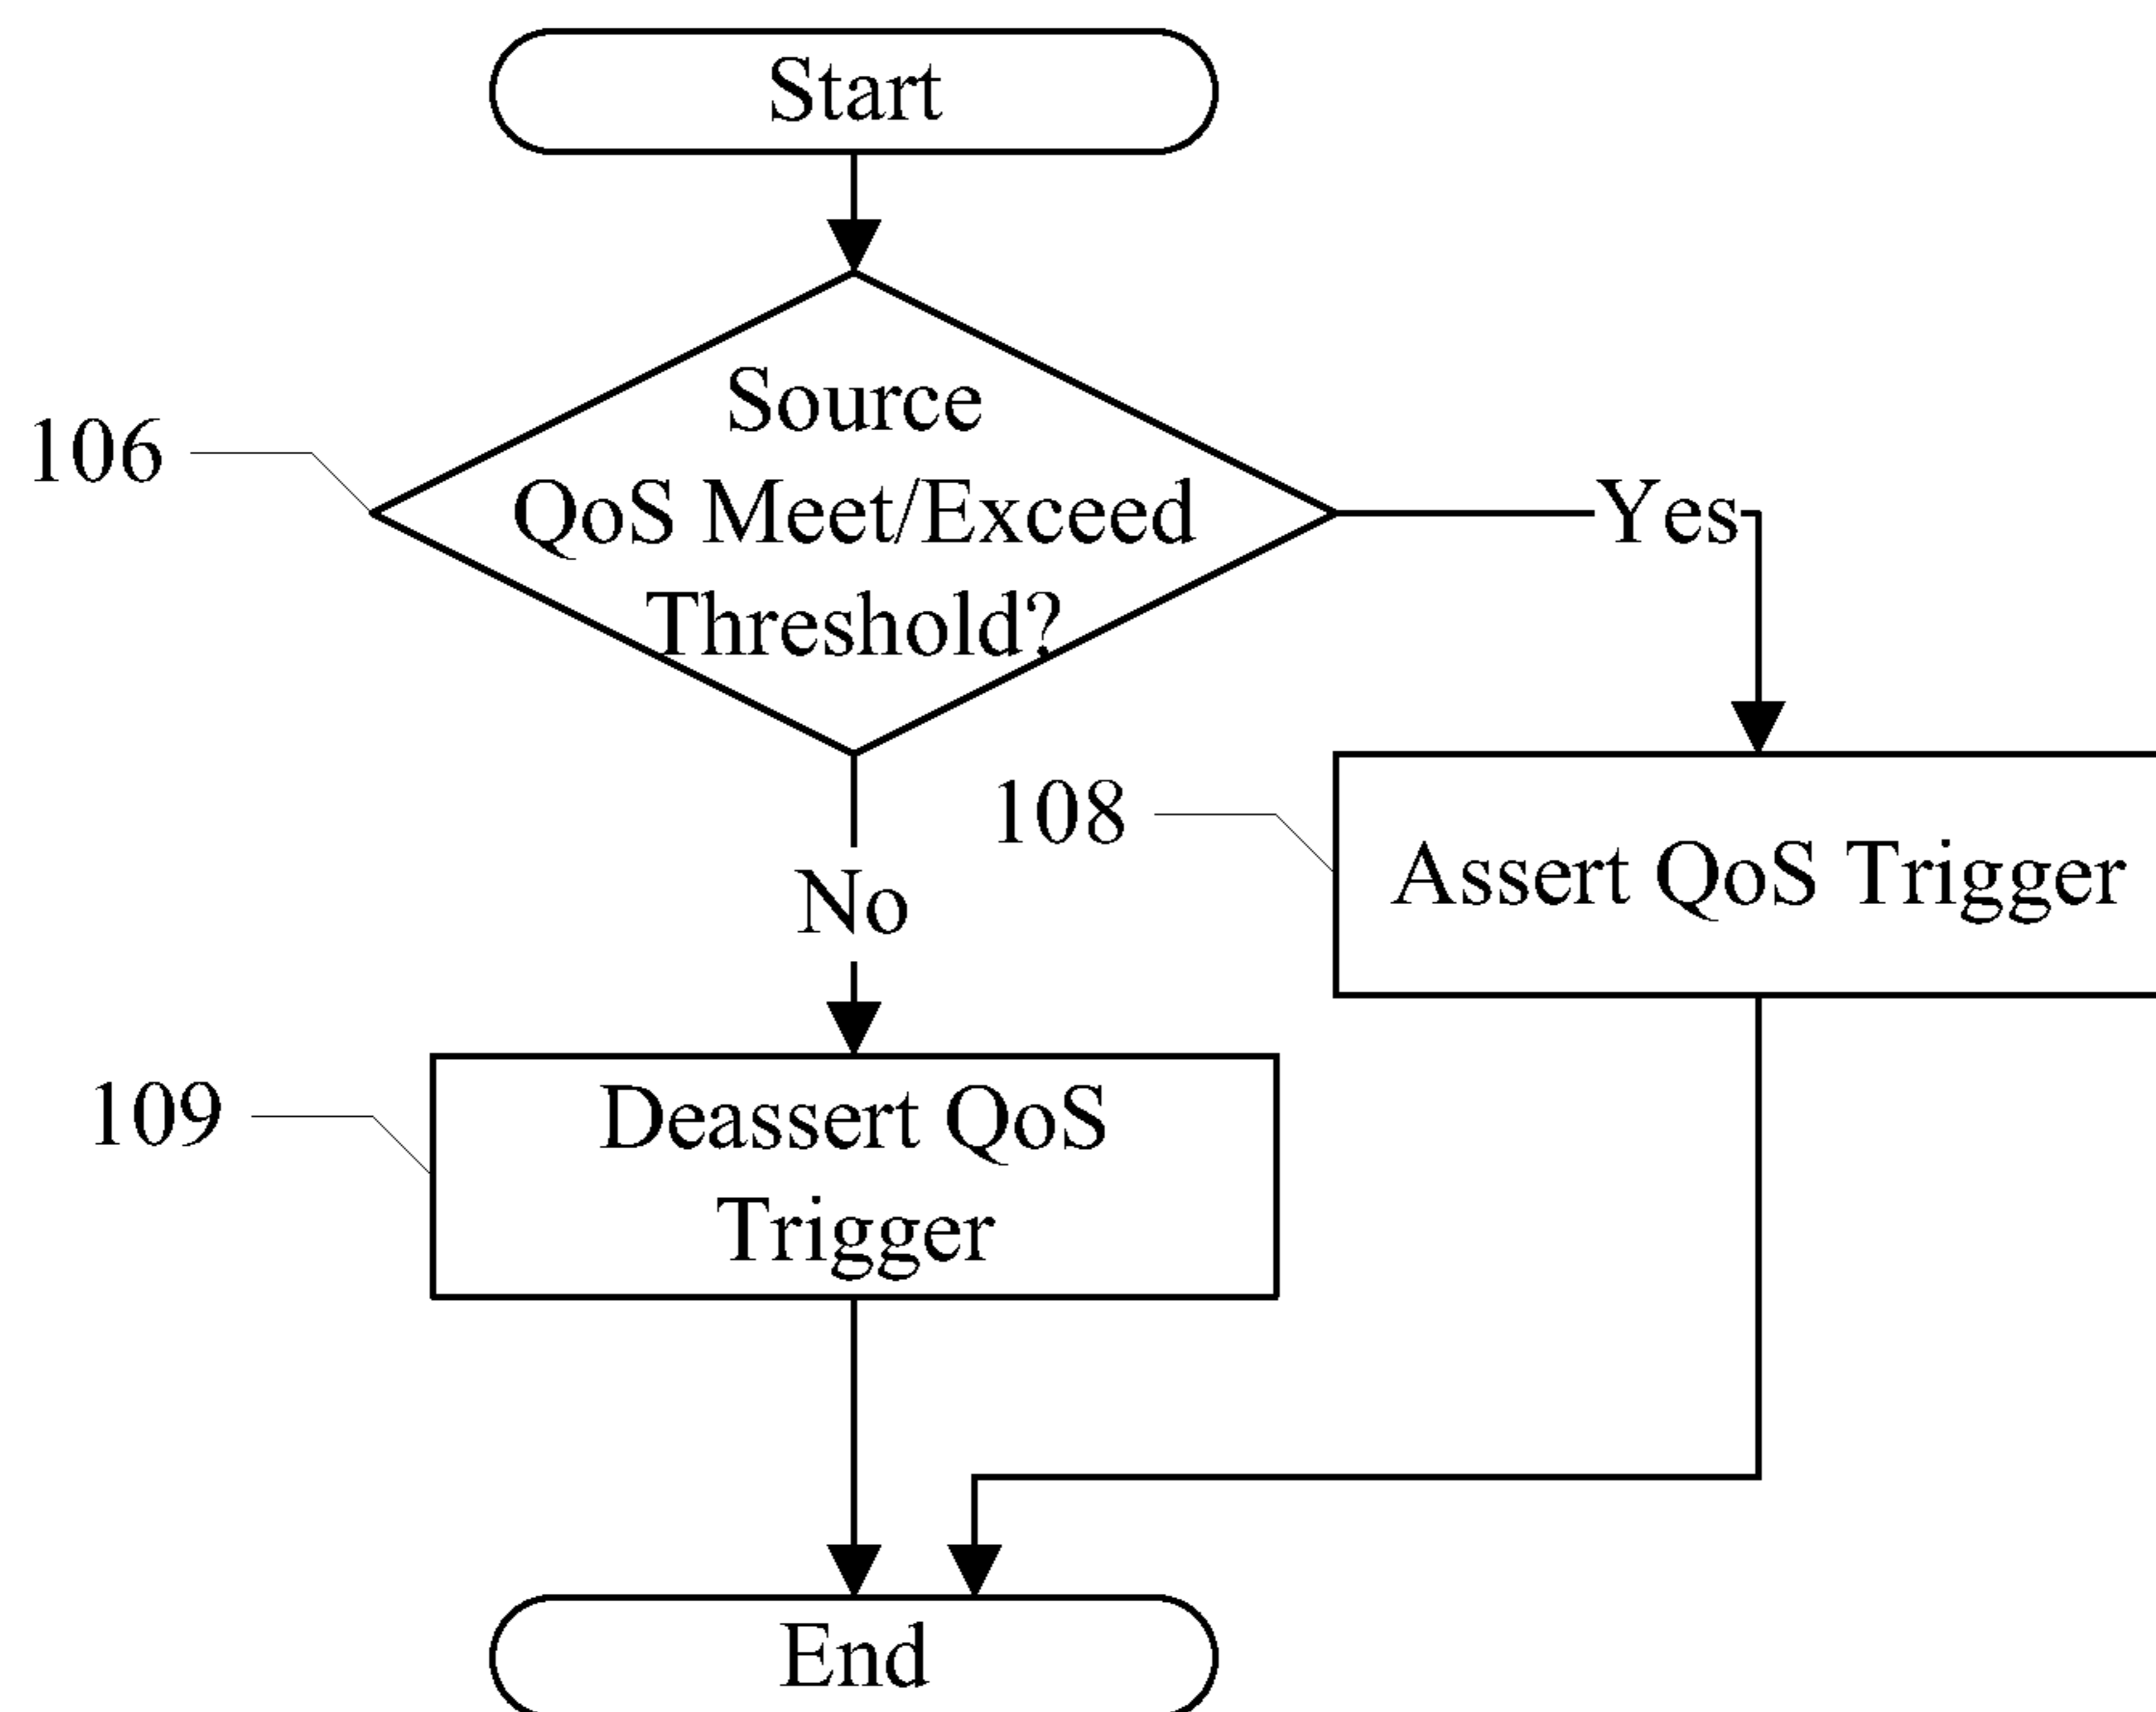 Start
106
Source
QoS Meet/Exceed
Threshold?
Yes
No
108
Assert QoS Trigger
109
Deassert QoS
Trigger
End